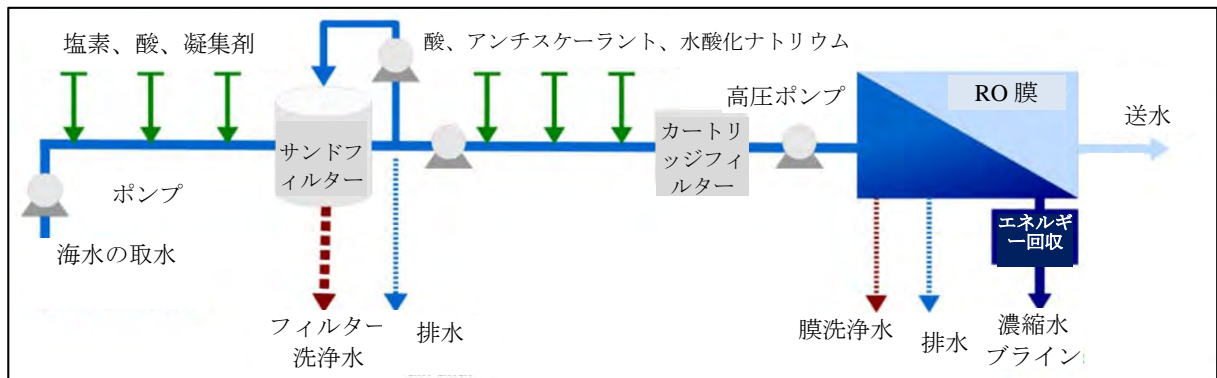 塩素、酸、凝集剤
酸、アンチスケーラント、水酸化ナトリウム
高圧ポンプ
RO 膜
送水
サンドフ
ィルター
カートリ
ッジフィ
ルター
ポンプ
海水の取水
エネルギ
ー回収
フィルター
洗浄水
排水
膜洗浄水
排水
濃縮水
ブライン